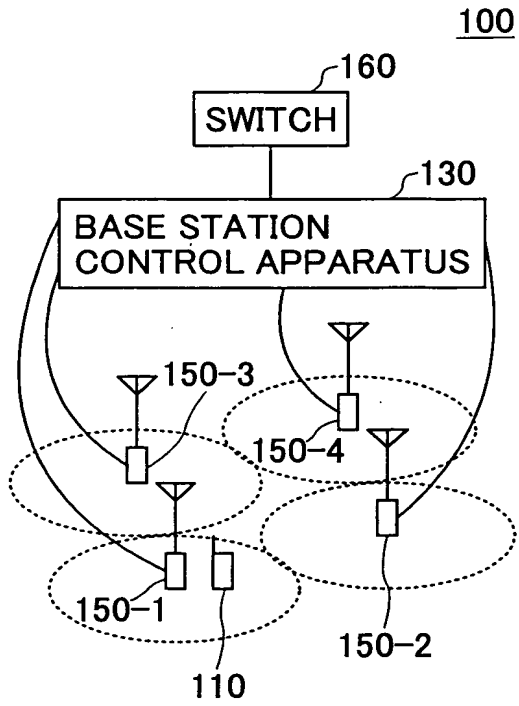 100
160
SWITCH
130
BASE STATION
CONTROL APPARATUS
150-3
150-4
150-1
150-2
110